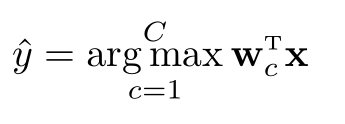 ŷ = arg max_{c=1}^{C} w_c^T x